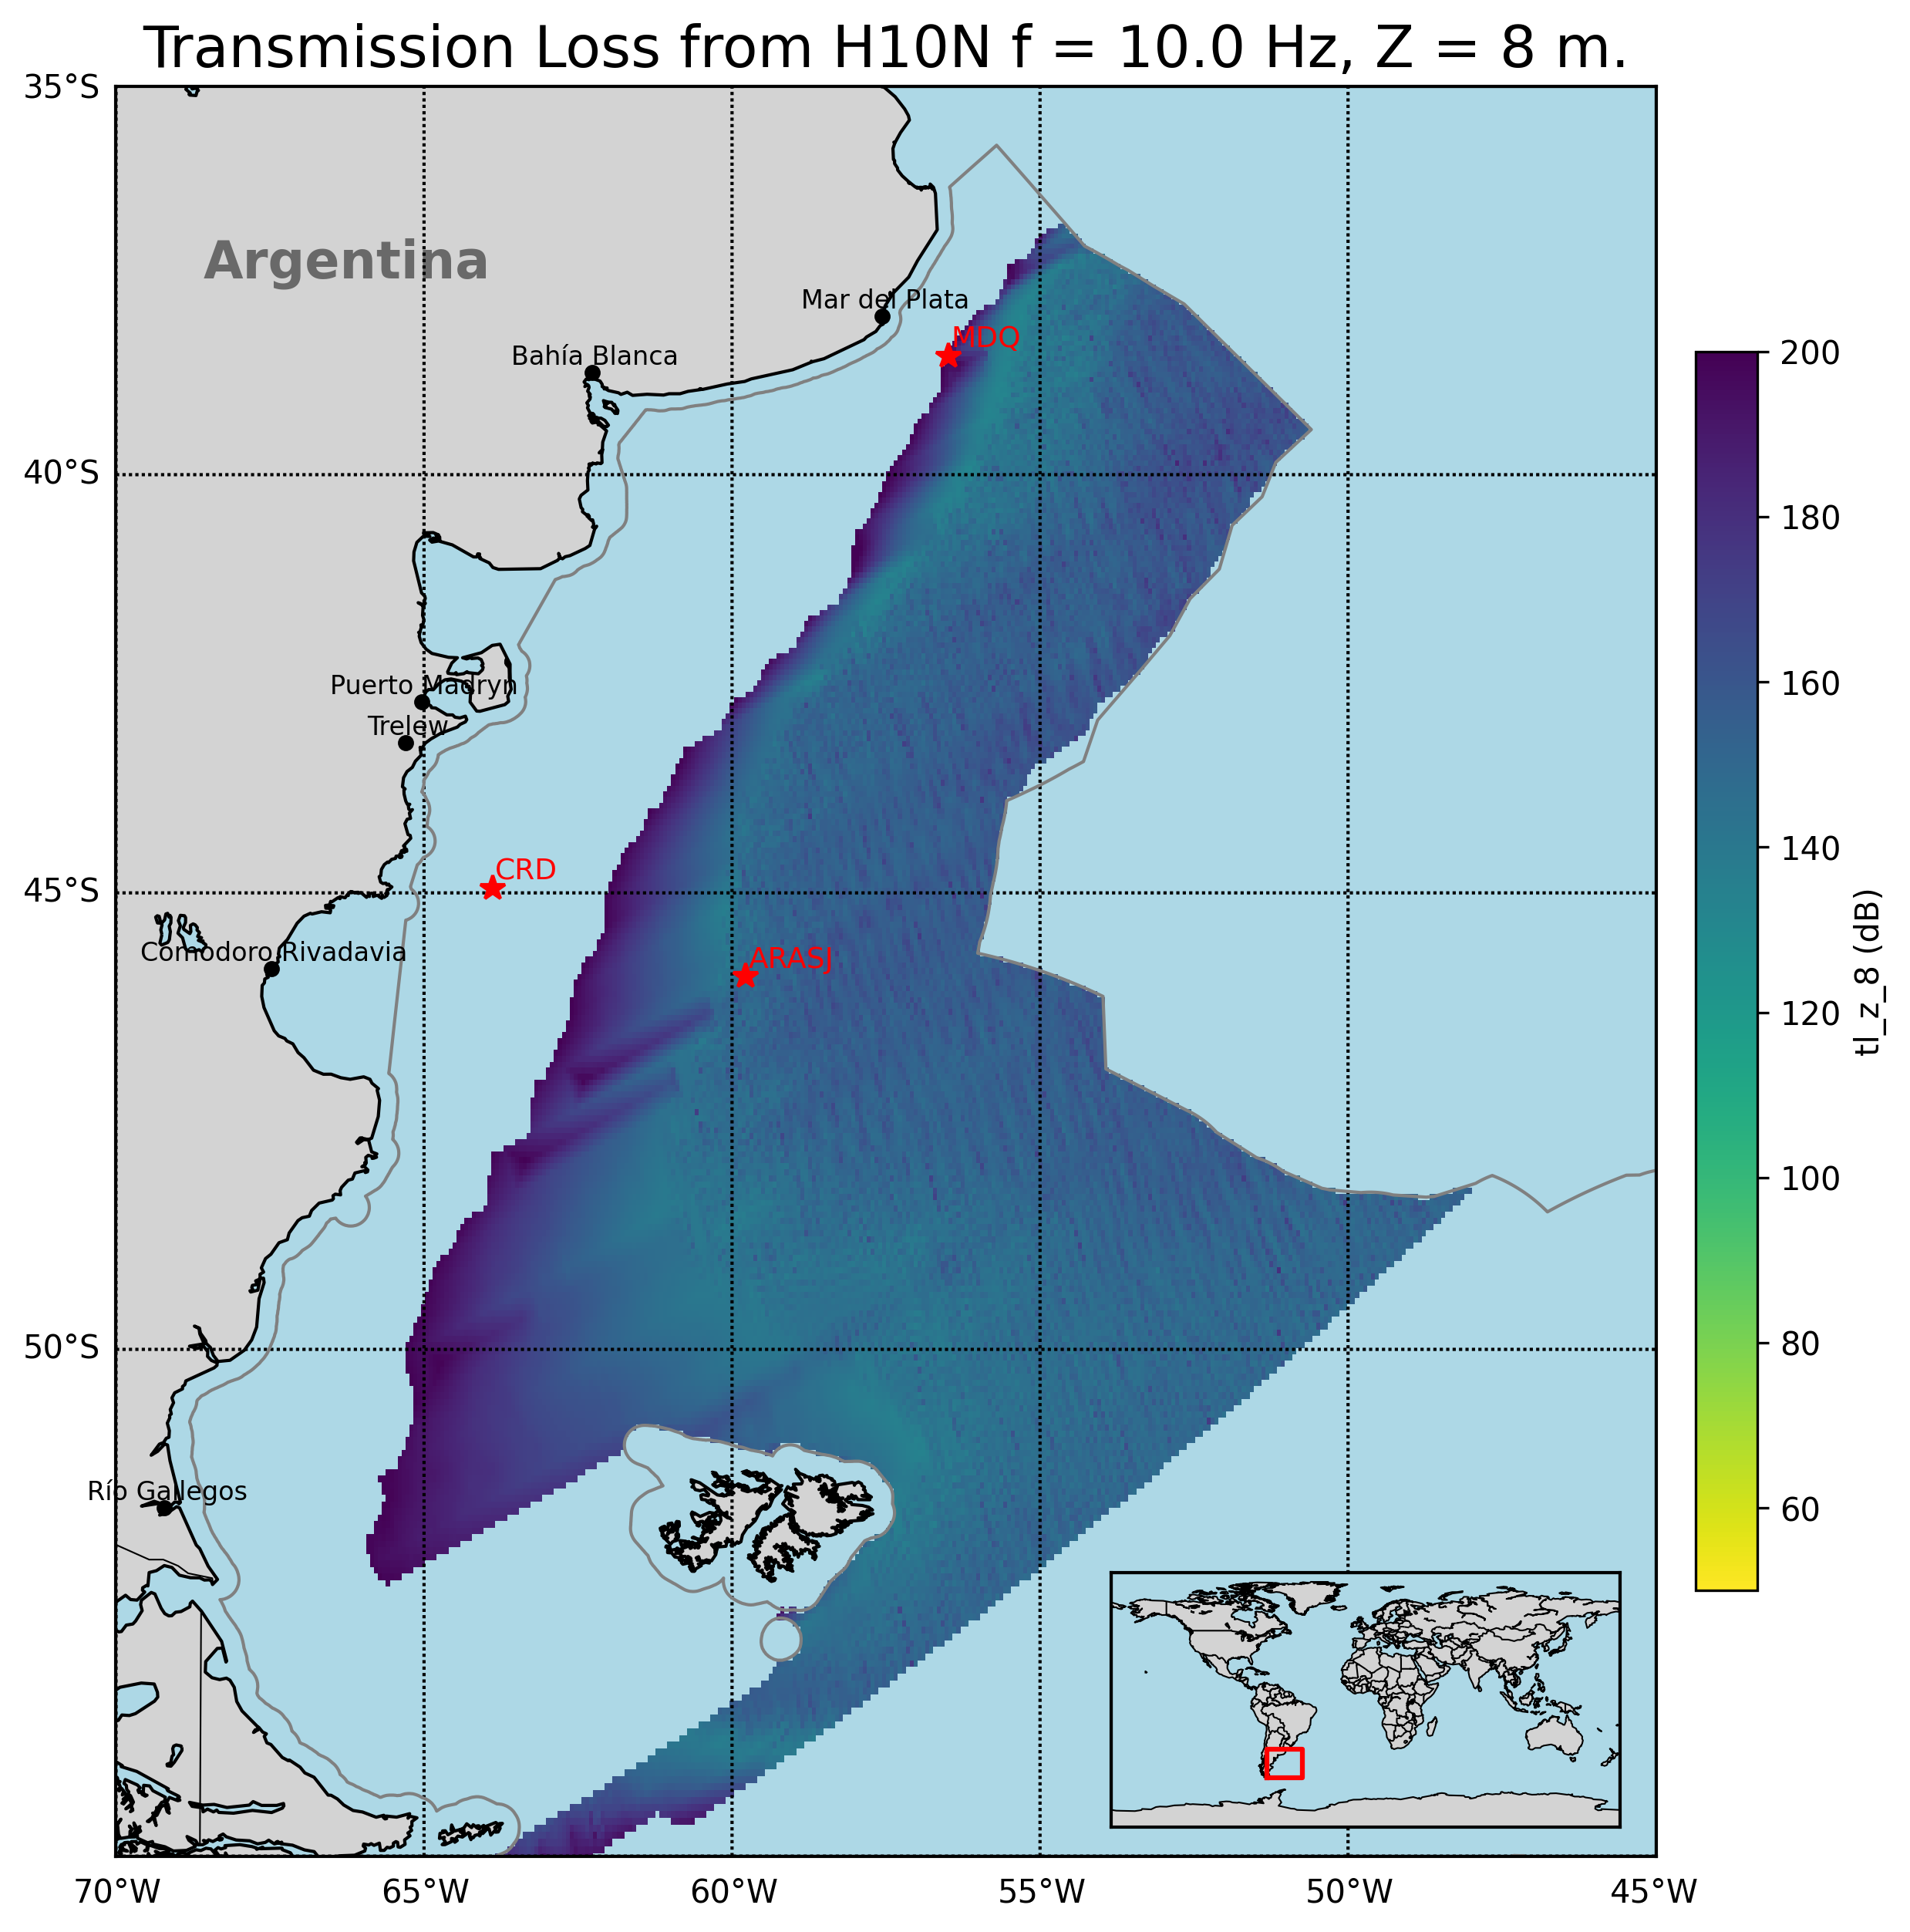 Transmission Loss from H10N f = 10.0 Hz, Z = 8 m.
35°S
Argentina
Mar del Plata
MDQ
Bahía Blanca
200
40°S
180
Puerto Madryn
160
Trelew
140
CRD
45°S
tl_z_8 (dB)
Comodoro Rivadavia
ARASJ
120
100
80
50°S
Río Gallegos
60
70°W
65°W
60°W
55°W
50°W
45°W